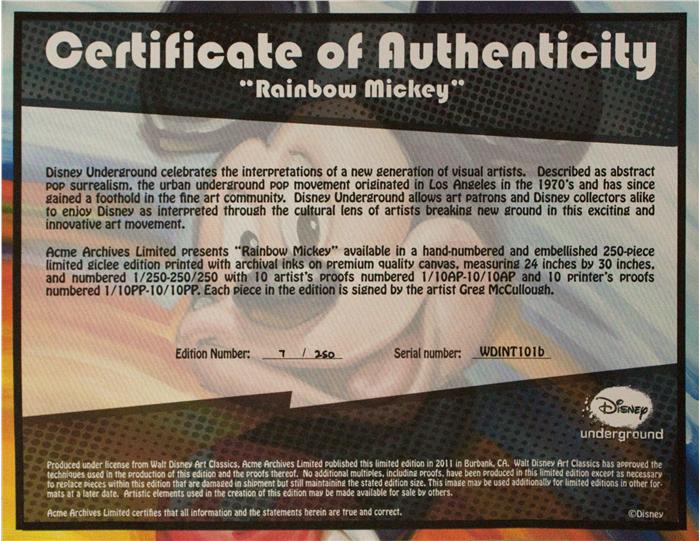 Certificate of Authenticity
"Rainbow Mickey"
Disney Underground celebrates the interpretations of a new generation of visual artists. Described as abstract
pop surrealism, the urban underground pop movement originated in Los Angeles in the 1970's and has since
gained a foothold in the fine art community. Disney Underground allows art patrons and Disney collectors alike
to enjoy Disney as interpreted through the cultural lens of artists breaking new ground in this exciting and
innovative art movement.
Acme Archives Limited presents "Rainbow Mickey" available in a hand-numbered and embellished 250-piece
limited giclee edition printed with archival inks on premium quality canvas, measuring 24 inches by 30 inches,
and numbered 1/250-250/250 with 10 artist's proofs numbered 1/10AP-10/10AP and 10 printer's proofs
numbered 1/10PP-10/10PP. Each piece in the edition is signed by the artist Greg McCullough.
Edition Number: 7 / 250 Serial number: WDINT101b
Disney
underground
Produced under license from Walt Disney Art Classics, Acme Archives Limited published this limited edition in 2011 in Burbank, CA. Walt Disney Art Classics has approved the
techniques used in the production of this edition and the proofs thereof. No additional multiples, including proofs, have been produced in this limited edition except as necessary
to replace pieces within this edition that are damaged in shipment but still maintaining the stated edition size. This image may be used additionally for limited editions in other for-
mats at a later date. Artistic elements used in the creation of this edition may be made available for sale by others.
Acme Archives Limited certifies that all information and the statements herein are true and correct.
©Disney